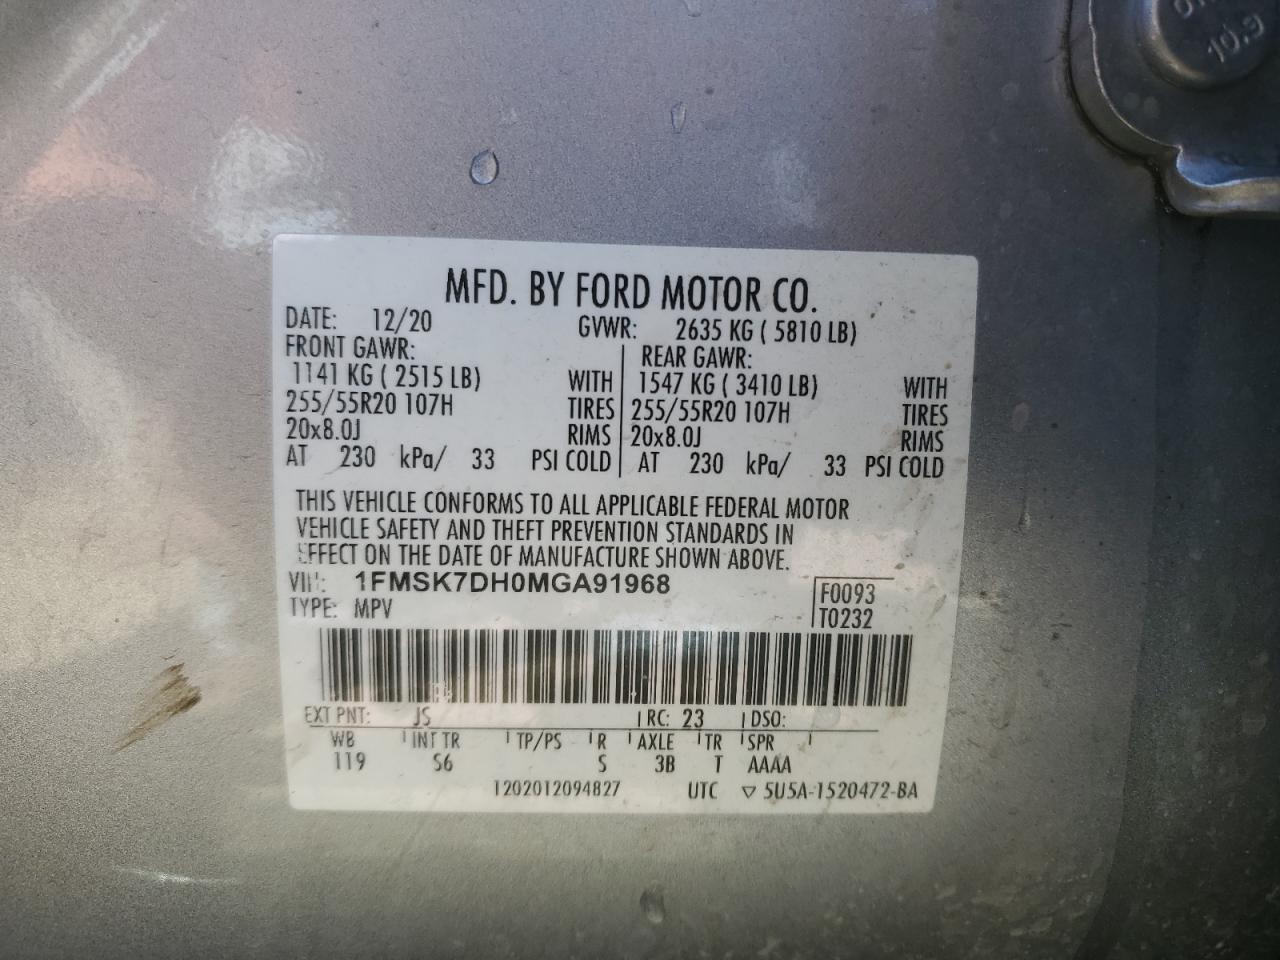 10.9
MFD. BY FORD MOTOR CO.
DATE: 12/20 GVWR: 2635 KG ( 5810 LB)
FRONT GAWR: REAR GAWR:
1141 KG ( 2515 LB) WITH 1547 KG ( 3410 LB) WITH
255/55R20 107H TIRES 255/55R20 107H TIRES
20x8.0J RIMS 20x8.0J RIMS
AT 230 kPa/ 33 PSI COLD AT 230 kPa/ 33 PSI COLD
THIS VEHICLE CONFORMS TO ALL APPLICABLE FEDERAL MOTOR
VEHICLE SAFETY AND THEFT PREVENTION STANDARDS IN
EFFECT ON THE DATE OF MANUFACTURE SHOWN ABOVE.
VIN: 1FMSK7DH0MGA91968 F0093
TYPE: MPV T0232
EXT PNT: JS RC: 23 DSO:
WB INT TR TP/PS R AXLE TR SPR
119 S6 S 3B T AAAA
1202012094827 UTC ▽ 5U5A-1520472-BA